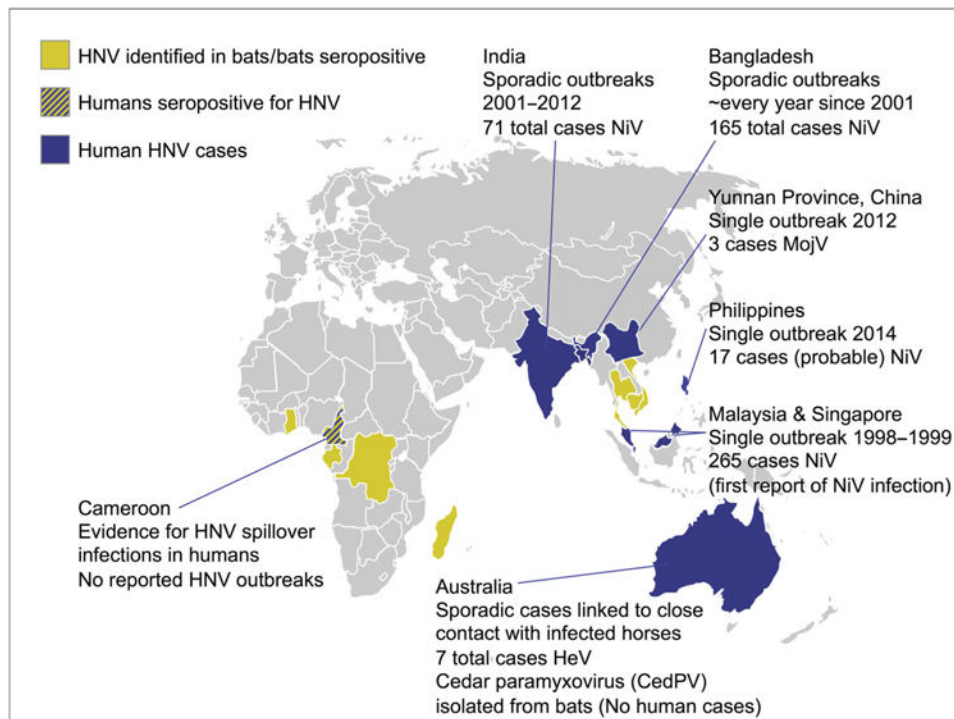 HNV identified in bats/bats seropositive
Humans seropositive for HNV
Human HNV cases
India
Sporadic outbreaks
2001–2012
71 total cases NiV
Bangladesh
Sporadic outbreaks
~every year since 2001
165 total cases NiV
Yunnan Province, China
Single outbreak 2012
3 cases MojV
Philippines
Single outbreak 2014
17 cases (probable) NiV
Malaysia & Singapore
Single outbreak 1998–1999
265 cases NiV
(first report of NiV infection)
Cameroon
Evidence for HNV spillover
infections in humans
No reported HNV outbreaks
Australia
Sporadic cases linked to close
contact with infected horses
7 total cases HeV
Cedar paramyxovirus (CedPV)
isolated from bats (No human cases)